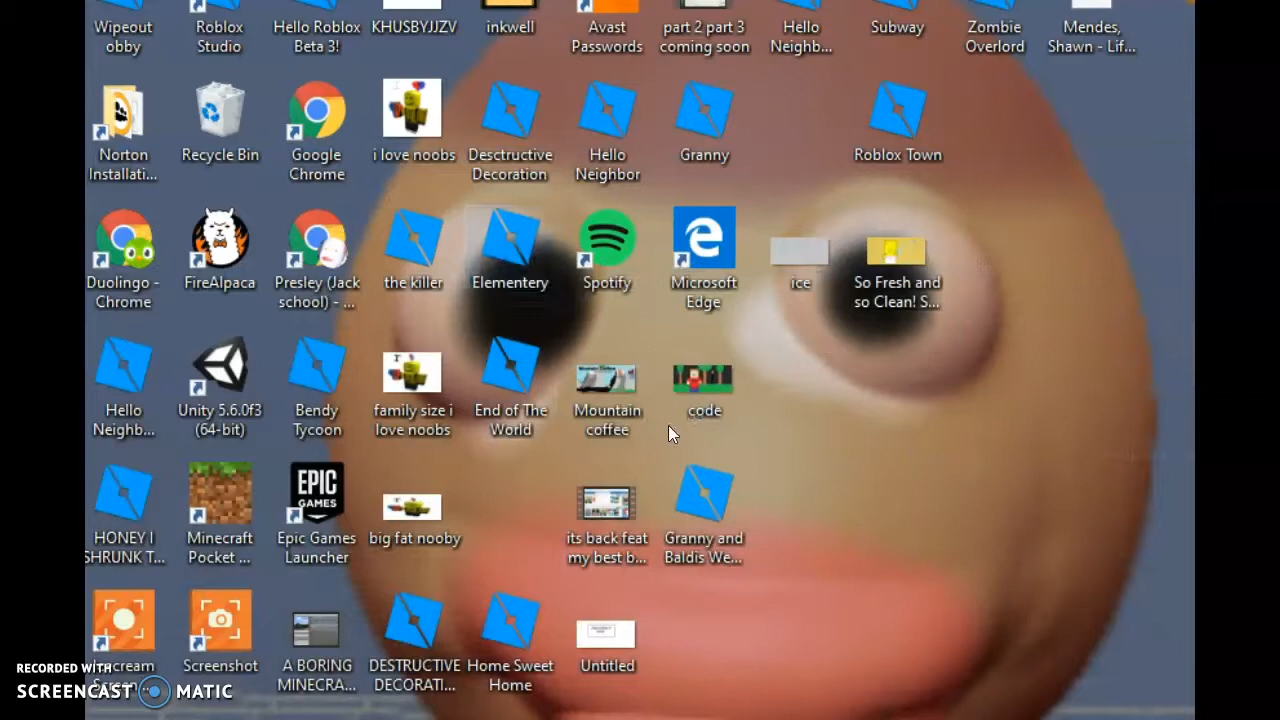 Wipeout obby
Roblox Studio
Hello Roblox Beta 3!
KHUSBYJJZV
inkwell
Avast Passwords
part 2 part 3 coming soon
Hello Neighb...
Subway
Zombie Overlord
Mendes, Shawn - Lif...
Norton Installati...
Recycle Bin
Google Chrome
i love noobs
Desctructive Decoration
Hello Neighbor
Granny
Roblox Town
Duolingo - Chrome
FireAlpaca
Presley (Jack school) - ...
the killer
Elementery
Spotify
Microsoft Edge
ice
So Fresh and so Clean! S...
Hello Neighb...
Unity 5.6.0f3 (64-bit)
Bendy Tycoon
family size i love noobs
End of The World
Mountain coffee
code
HONEY I SHRUNK T...
Minecraft Pocket ...
EPIC GAMES
Epic Games Launcher
big fat nooby
its back feat my best b...
Granny and Baldis We...
Screenshot
A BORING MINECRA...
DESTRUCTIVE DECORATI...
Home Sweet Home
Untitled
RECORDED WITH
SCREENCAST MATIC